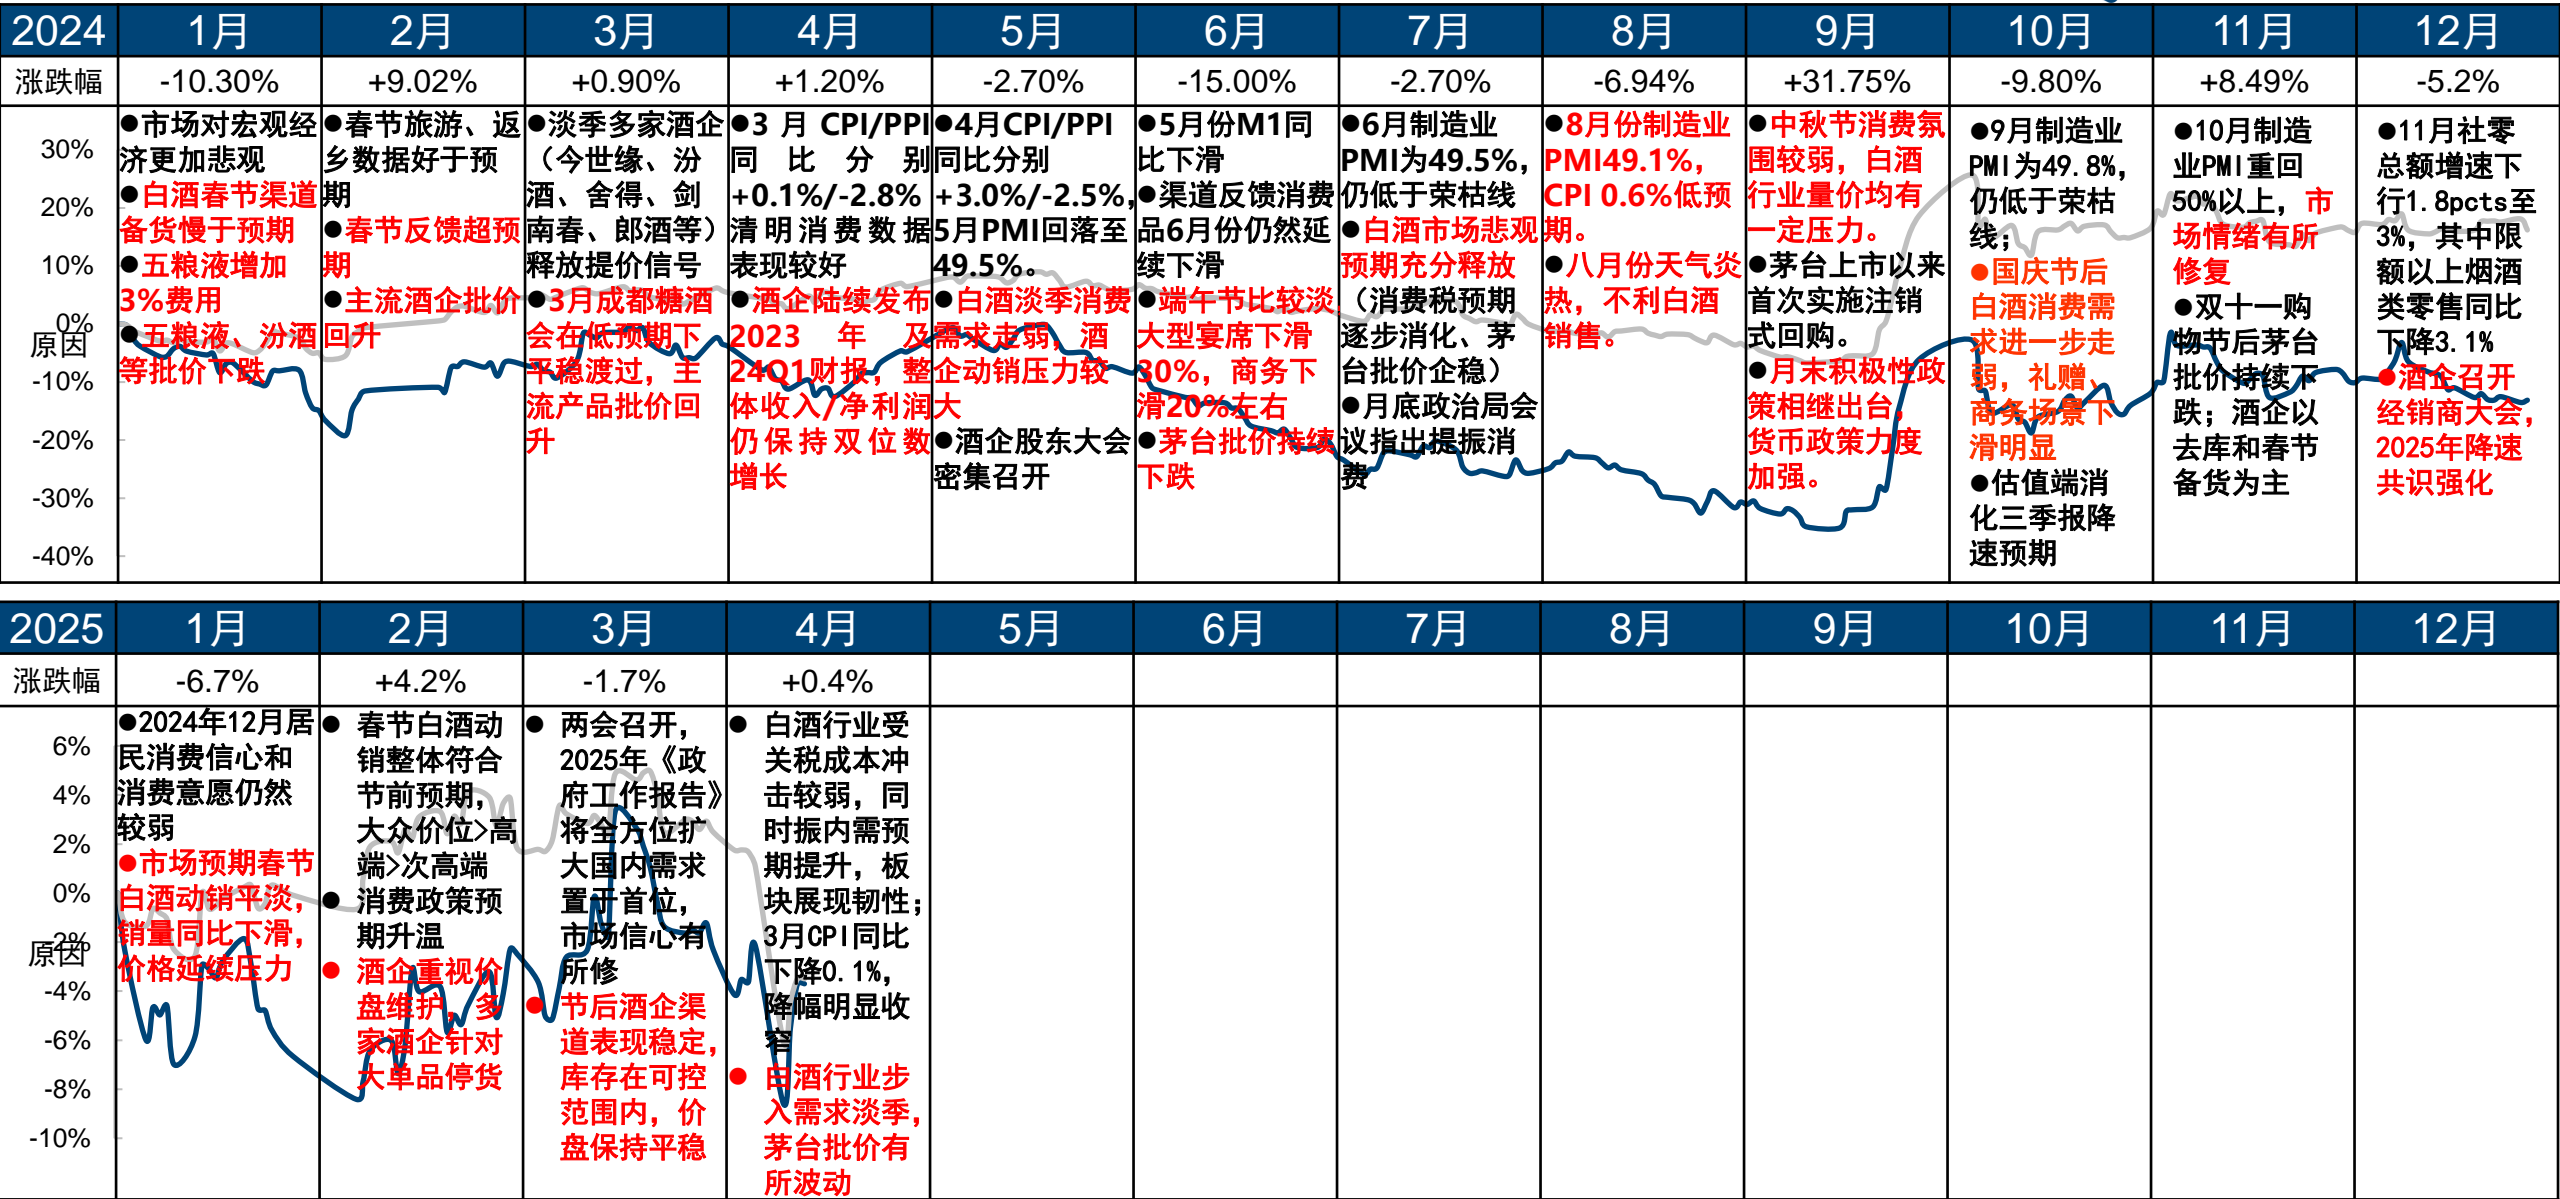 2024 1月 2月 3月 4月 5月 6月 7月 8月 9月 10月 11月 12月
涨跌幅 -10.30% +9.02% +0.90% +1.20% -2.70% -15.00% -2.70% -6.94% +31.75% -9.80% +8.49% -5.2%
30%
20%
10%
0%
原因
-10%
-20%
-30%
-40%
●市场对宏观经
济更加悲观
●白酒春节渠道
备货慢于预期
●五粮液增加
3%费用
●五粮液、汾酒
等批价下跌
●春节旅游、返
乡数据好于预
期
●春节反馈超预
期
●主流酒企批价
回升
●淡季多家酒企
（今世缘、汾
酒、舍得、剑
南春、郎酒等）
释放提价信号
●3月成都糖酒
会在低预期下
平稳渡过，主
流产品批价回
升
●3月CPI/PPI
同比分别
+0.1%/-2.8%
清明消费数据
表现较好
●酒企陆续发布
2023年及
24Q1财报，整
体收入/净利润
仍保持双位数
增长
●4月CPI/PPI
同比分别
+3.0%/-2.5%,
5月PMI回落至
49.5%。
●白酒淡季消费
需求走弱，酒
企动销压力较
大
●酒企股东大会
密集召开
●5月份M1同
比下滑
●渠道反馈消费
品6月份仍然延
续下滑
●端午节比较淡
大型宴席下滑
30%，商务下
滑20%左右
●茅台批价持续
下跌
●6月制造业
PMI为49.5%，
仍低于荣枯线
●白酒市场悲观
预期充分释放
（消费税预期
逐步消化、茅
台批价企稳）
●月底政治局会
议指出提振消
费
●8月份制造业
PMI49.1%，
CPI 0.6%低预
期。
●八月份天气炎
热，不利白酒
销售。
●中秋节消费氛
围较弱，白酒
行业量价均有
一定压力。
●茅台上市以来
首次实施注销
式回购。
●月末积极性政
策相继出台，
货币政策力度
加强。
●9月制造业
PMI为49.8%，
仍低于荣枯
线；
●国庆节后
白酒消费需
求进一步走
弱，礼赠、
商务场景下
滑明显
●估值端消
化三季报降
速预期
●10月制造
业PMI重回
50%以上，市
场情绪有所
修复
●双十一购
物节后茅台
批价持续下
跌；酒企以
去库和春节
备货为主
●11月社零
总额增速下
行1.8pcts至
3%，其中限
额以上烟酒
类零售同比
下降3.1%
●酒企召开
经销商大会，
2025年降速
共识强化
2025 1月 2月 3月 4月 5月 6月 7月 8月 9月 10月 11月 12月
涨跌幅 -6.7% +4.2% -1.7% +0.4%
6%
4%
2%
0%
-2%
原因
-4%
-6%
-8%
-10%
●2024年12月居
民消费信心和
消费意愿仍然
较弱
●市场预期春节
白酒动销平淡，
销量同比下滑，
价格延续压力
● 春节白酒动
销整体符合
节前预期，
大众价位>高
端>次高端
● 消费政策预
期升温
● 酒企重视价
盘维护，多
家酒企针对
大单品停货
● 两会召开，
2025年《政
府工作报告》
将全方位扩
大国内需求
置于首位，
市场信心有
所修
● 节后酒企渠
道表现稳定，
库存在可控
范围内，价
盘保持平稳
● 白酒行业受
关税成本冲
击较弱，同
时振内需预
期提升，板
块展现韧性；
3月CPI同比
下降0.1%，
降幅明显收
窄
● 白酒行业步
入需求淡季，
茅台批价有
所波动